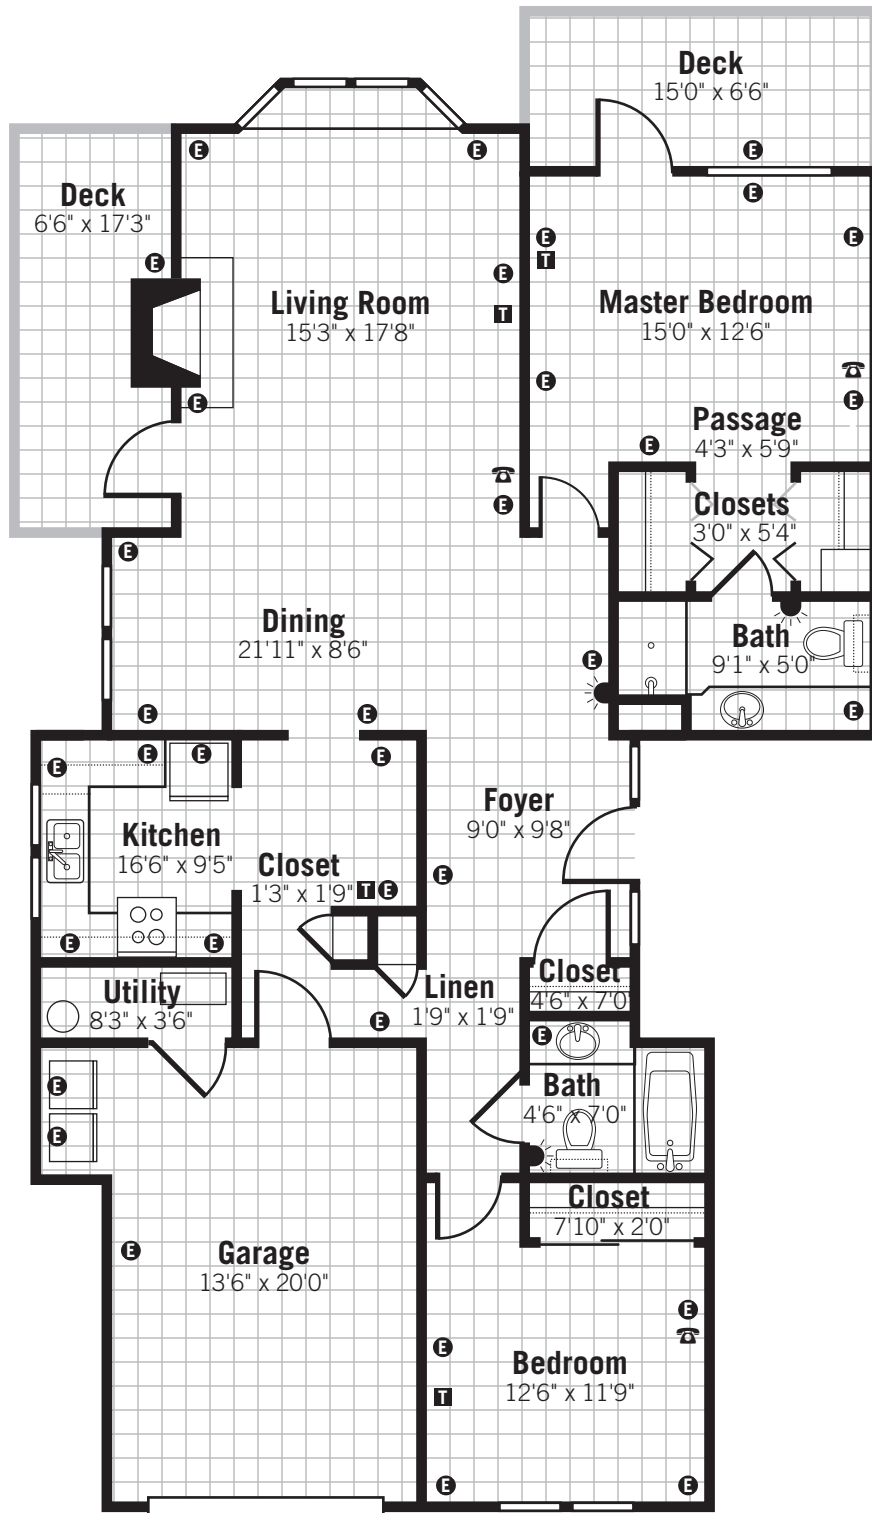 Deck
15'0" x 6'6"
E
E
E
E
Deck
6'6" x 17'3"
E
E
E
T
E
E
Living Room
15'3" x 17'8"
T
Master Bedroom
15'0" x 12'6"
E
E
E
Passage
4'3" x 5'9"
E
E
Closets
3'0" x 5'4"
E
Dining
21'11" x 8'6"
E
Bath
9'1" x 5'0"
E
E
E
E
E
E
E
Kitchen
16'6" x 9'5"
Foyer
9'0" x 9'8"
Closet
1'3" x 1'9"
T
E
E
E
E
Utility
8'3" x 3'6"
Linen
1'9" x 1'9"
Closet
4'6" x 7'0"
E
E
E
Bath
4'6" x 7'0"
E
Closet
7'10" x 2'0"
E
Garage
13'6" x 20'0"
E
E
Bedroom
12'6" x 11'9"
T
E
E